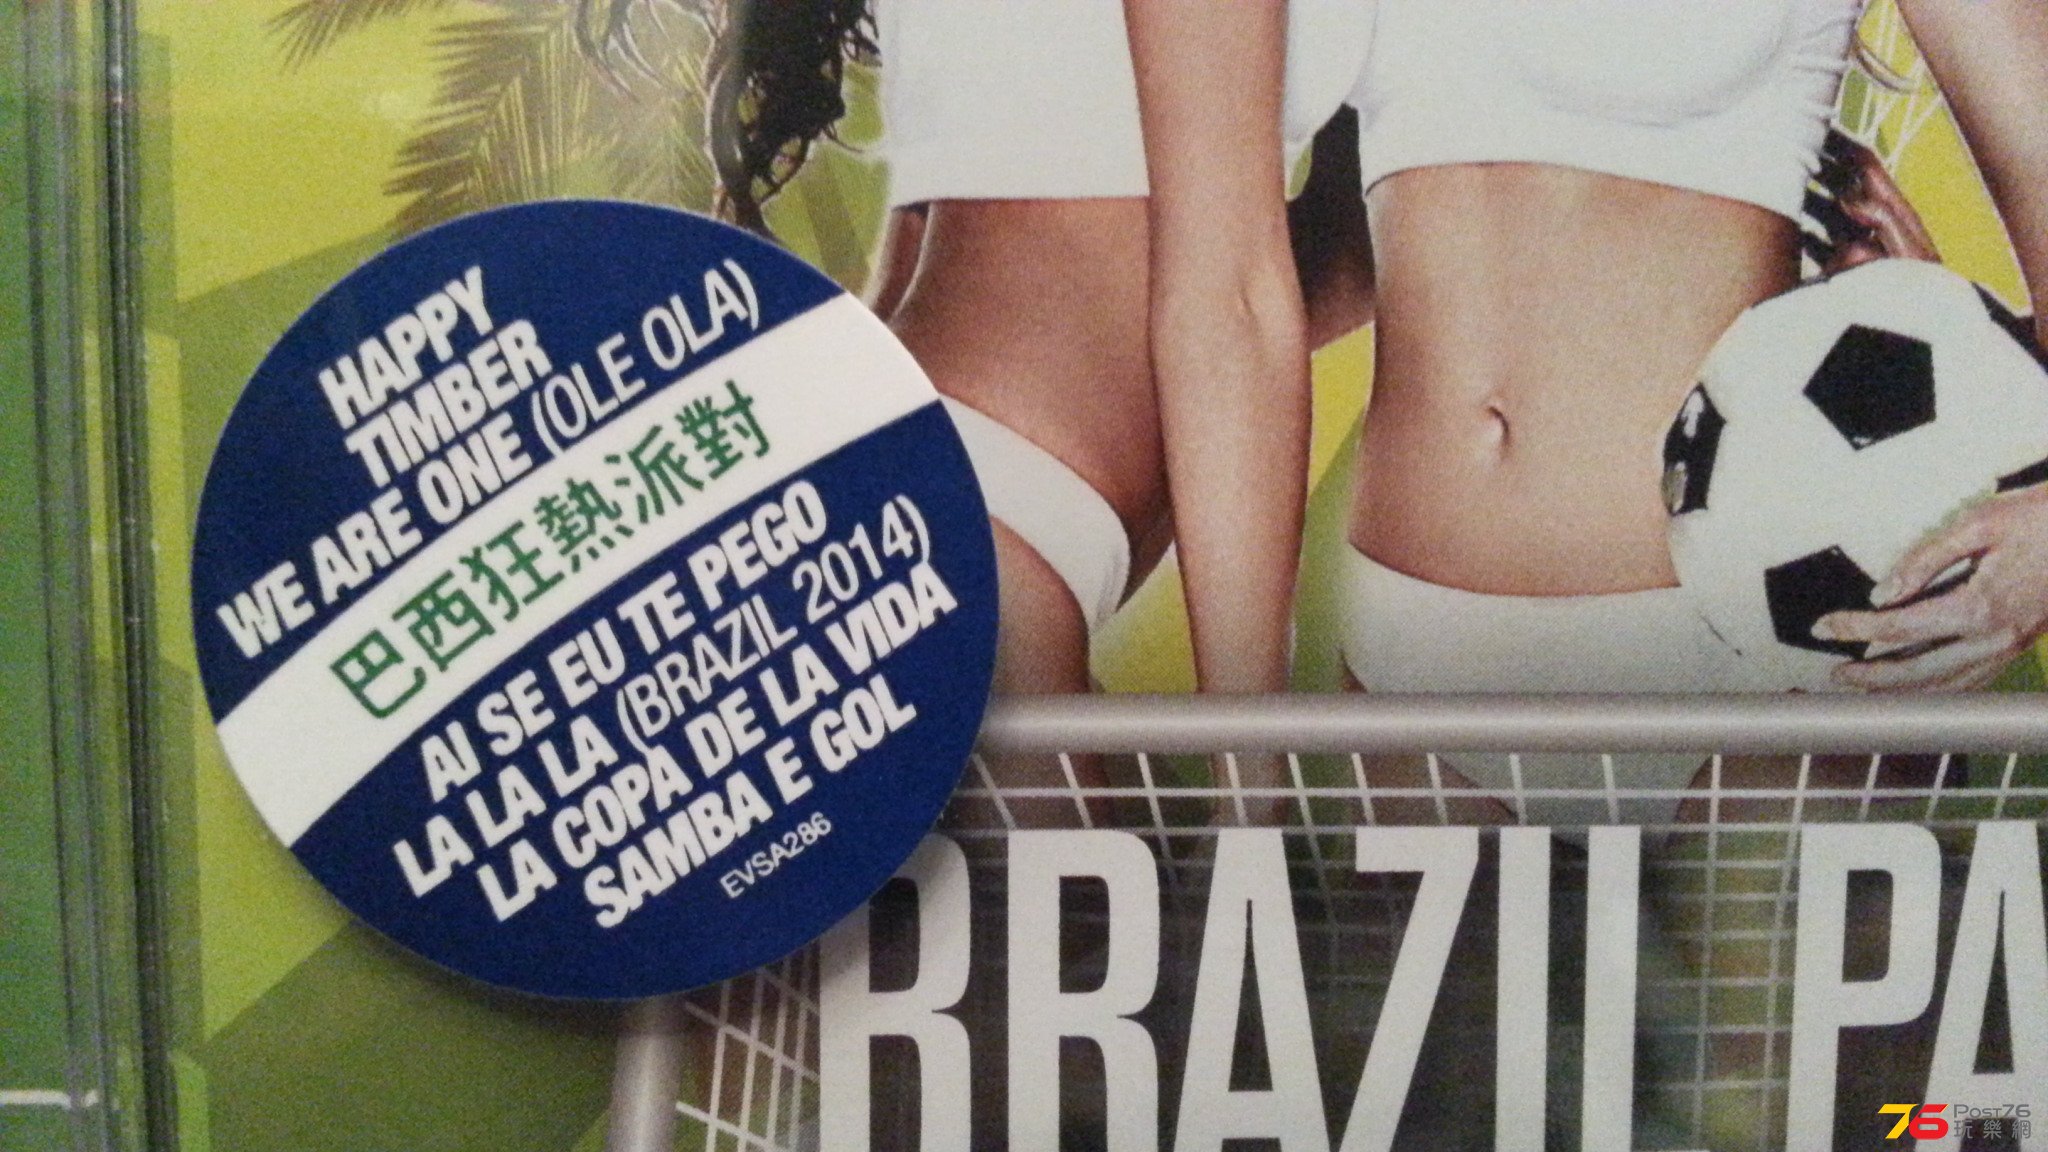 HAPPY
TIMBER
WE ARE ONE (OLE OLA)
巴西狂熱派對
AI SE EU TE PEGO
LA LA LA (BRAZIL 2014)
LA COPA DE LA VIDA
SAMBA E GOL
EVSA286
BRAZIL PA
76 Post76
玩樂網